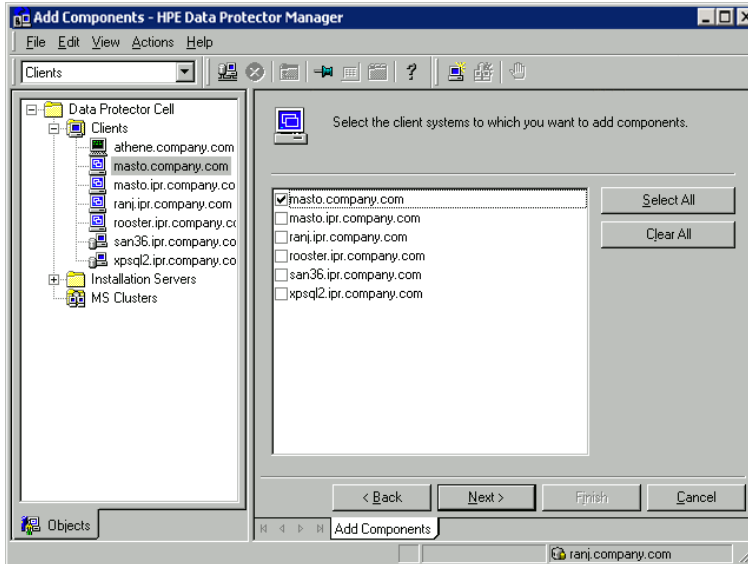 Add Components - HPE Data Protector Manager
File Edit View Actions Help
Clients
Data Protector Cell
Clients
athene.company.com
masto.company.com
masto.ipr.company.co
ranj.ipr.company.com
rooster.ipr.company.co
san36.ipr.company.co
xpsql2.ipr.company.co
Installation Servers
MS Clusters
Select the client systems to which you want to add components.
masto.company.com
masto.ipr.company.com
ranj.ipr.company.com
rooster.ipr.company.com
san36.ipr.company.com
xpsql2.ipr.company.com
Select All
Clear All
< Back Next > Finish Cancel
Objects
Add Components
ranj.company.com